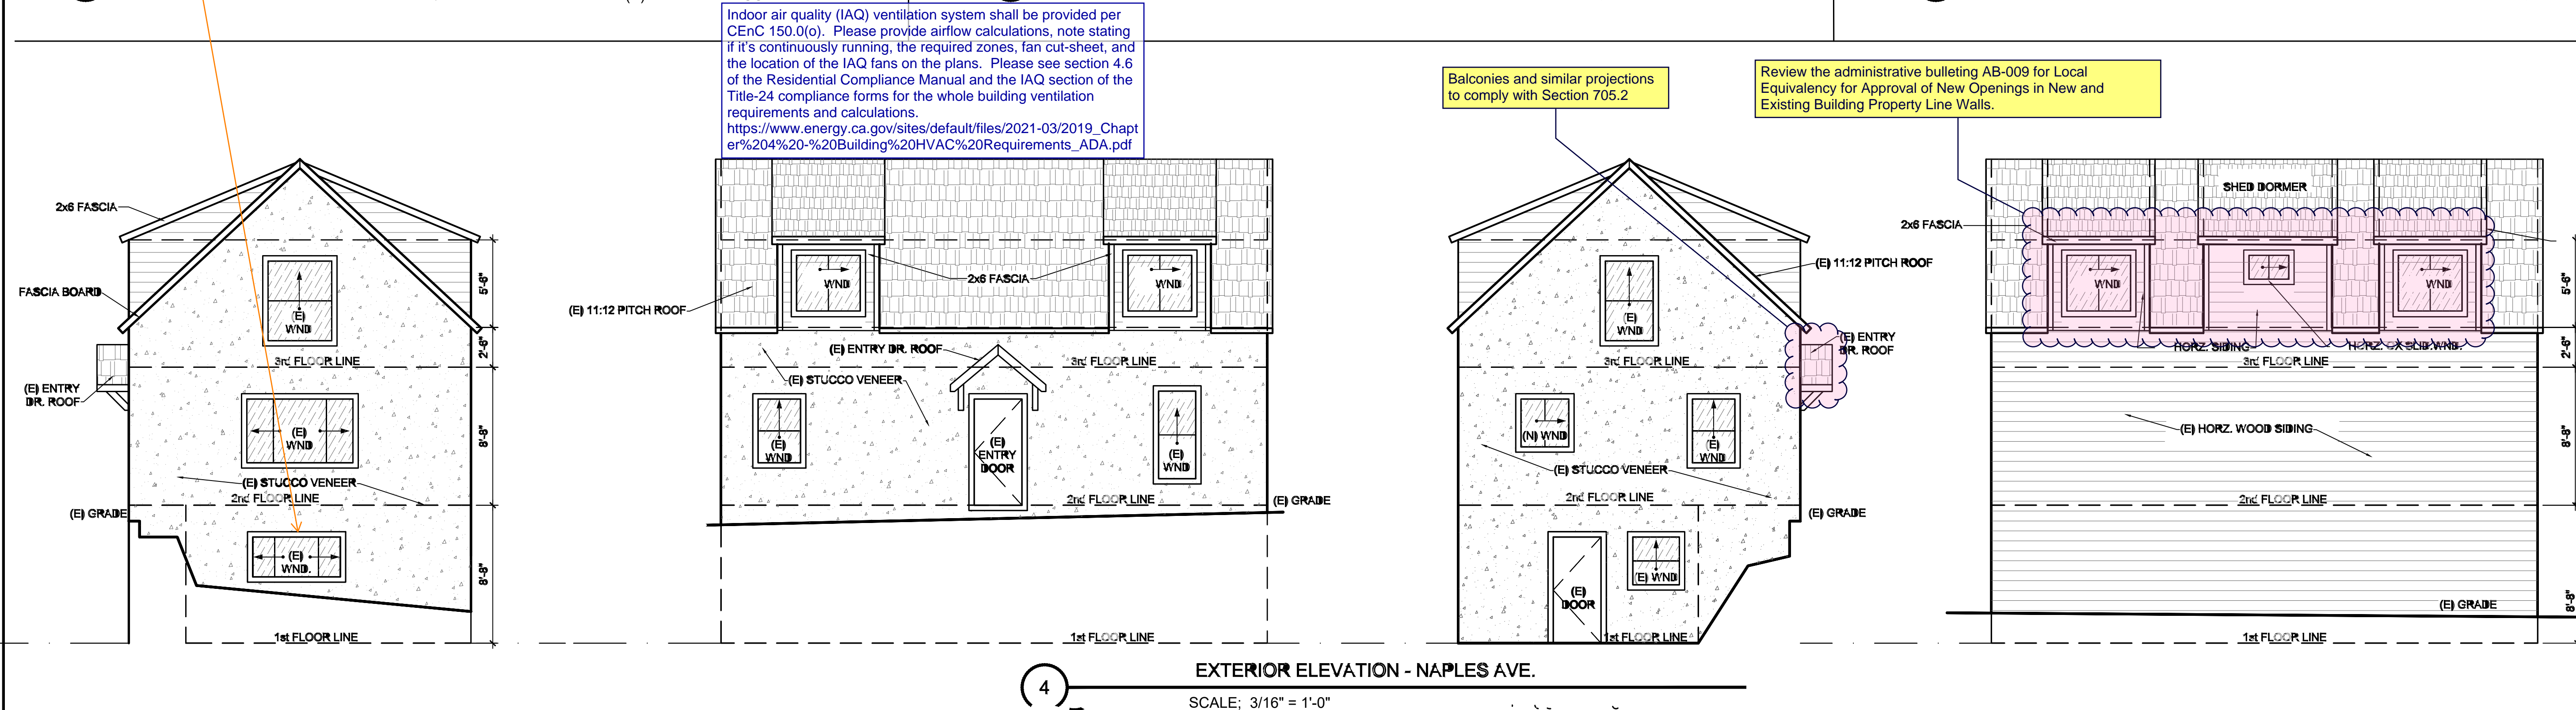 Indoor air quality (IAQ) ventilation system shall be provided per
CEnC 150.0(o).  Please provide airflow calculations, note stating
if it's continuously running, the required zones, fan cut-sheet, and
the location of the IAQ fans on the plans.  Please see section 4.6
of the Residential Compliance Manual and the IAQ section of the
Title-24 compliance forms for the whole building ventilation
requirements and calculations.
https://www.energy.ca.gov/sites/default/files/2021-03/2019_Chapt
er%204%20-%20Building%20HVAC%20Requirements_ADA.pdf
Balconies and similar projections
to comply with Section 705.2
Review the administrative bulleting AB-009 for Local
Equivalency for Approval of New Openings in New and
Existing Building Property Line Walls.
2x6 FASCIA
FASCIA BOARD
(E)
WND
3rd FLOOR LINE
(E) ENTRY
DR. ROOF
(E)
WND
(E) STUCCO VENEER
2nd FLOOR LINE
(E) GRADE
(E)
WND.
1st FLOOR LINE
5'-6"
2'-6"
8'-8"
8'-8"
(E) 11:12 PITCH ROOF
WND
2x6 FASCIA
WND
(E) ENTRY DR. ROOF
3rd FLOOR LINE
(E) STUCCO VENEER
(E)
WND
(E)
ENTRY
DOOR
(E)
WND
2nd FLOOR LINE
(E) GRADE
1st FLOOR LINE
(E) 11:12 PITCH ROOF
(E)
WND
(E) ENTRY
DR. ROOF
3rd FLOOR LINE
(N) WND
(E)
WND
(E) STUCCO VENEER
2nd FLOOR LINE
(E) GRADE
(E) WND
(E)
DOOR
1st FLOOR LINE
SHED DORMER
2x6 FASCIA
WND
WND
HORZ. SIDING
HORZ. OX SLID.WND.
3rd FLOOR LINE
(E) HORZ. WOOD SIDING
2nd FLOOR LINE
(E) GRADE
1st FLOOR LINE
5'-6"
2'-6"
8'-8"
8'-8"
4
EXTERIOR ELEVATION - NAPLES AVE.
SCALE;  3/16" = 1'-0"